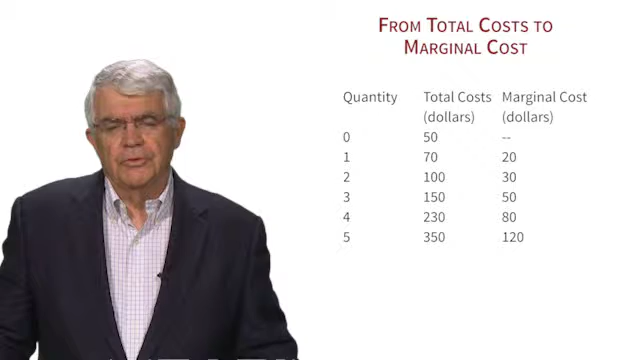 FROM TOTAL COSTS TO
MARGINAL COST
Quantity Total Costs Marginal Cost
(dollars) (dollars)
0 50 --
1 70 20
2 100 30
3 150 50
4 230 80
5 350 120